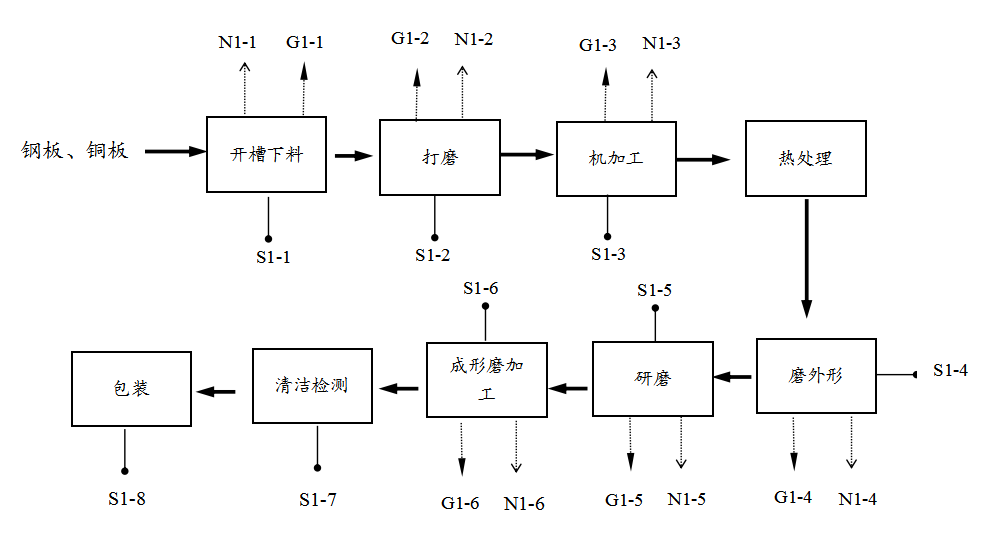 N1-1
G1-1
G1-2
N1-2
G1-3
N1-3
钢板、铜板
开槽下料
打磨
机加工
热处理
S1-1
S1-2
S1-3
S1-6
S1-5
包装
清洁检测
成形磨加
工
研磨
磨外形
S1-4
S1-8
S1-7
G1-6
N1-6
G1-5
N1-5
G1-4
N1-4